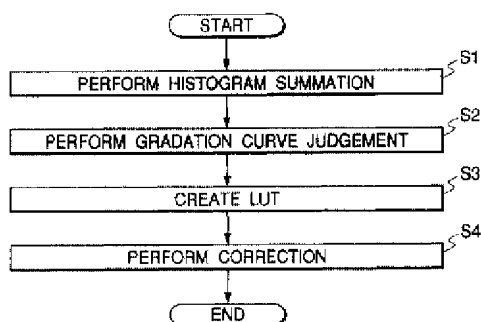 START
S1
PERFORM HISTOGRAM SUMMATION
S2
PERFORM GRADATION CURVE JUDGEMENT
S3
CREATE LUT
S4
PERFORM CORRECTION
END